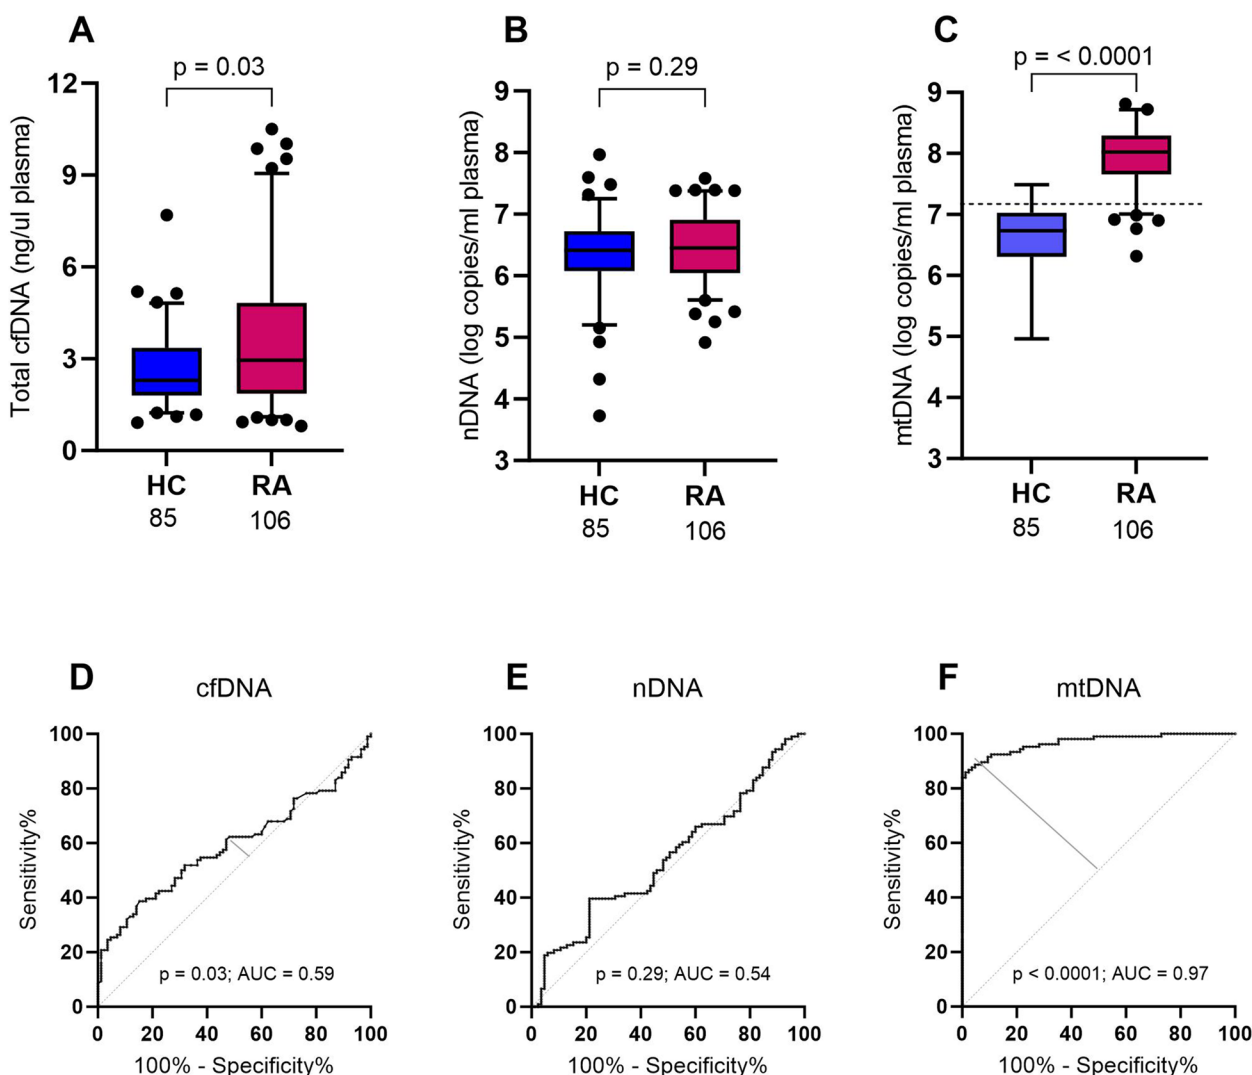 A
p = 0.03
Total cfDNA (ng/ul plasma)
12
9
6
3
0
HC
RA
85
106
B
p = 0.29
nDNA (log copies/ml plasma)
9
8
7
6
5
4
3
HC
RA
85
106
C
p = < 0.0001
mtDNA (log copies/ml plasma)
9
8
7
6
5
4
3
HC
RA
85
106
D
cfDNA
Sensitivity%
100
80
60
40
20
0
p = 0.03; AUC = 0.59
0 20 40 60 80 100
100% - Specificity%
E
nDNA
Sensitivity%
100
80
60
40
20
0
p = 0.29; AUC = 0.54
0 20 40 60 80 100
100% - Specificity%
F
mtDNA
Sensitivity%
100
80
60
40
20
0
p < 0.0001; AUC = 0.97
0 20 40 60 80 100
100% - Specificity%